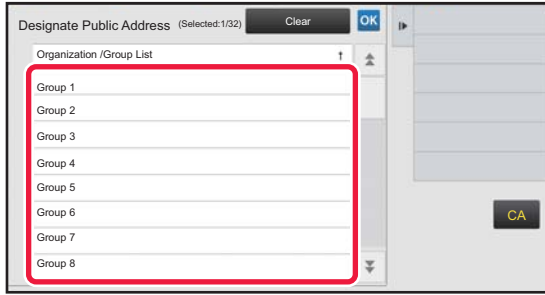 Designate Public Address (Selected:1/32) Clear OK
Organization /Group List ↑
Group 1
Group 2
Group 3
Group 4
Group 5
Group 6
Group 7
Group 8
CA